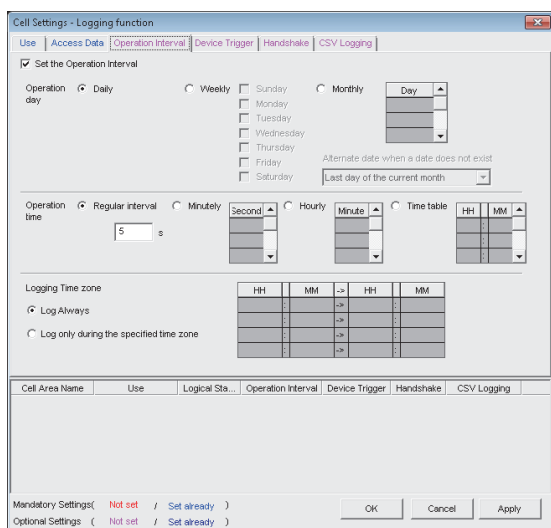 Cell Settings - Logging function
Use Access Data Operation Interval Device Trigger Handshake CSV Logging
Set the Operation Interval
Operation day Daily Weekly Sunday Monthly Day
Monday
Tuesday
Wednesday
Thursday
Friday Alternate date when a date does not exist
Saturday Last day of the current month
Operation time Regular interval Minutely Second Hourly Minute Time table HH MM
5 s :
:
:
Logging Time zone HH MM -> HH MM
Log Always : -> :
: -> :
Log only during the specified time zone : -> :
: -> :
Cell Area Name Use Logical Sta... Operation Interval Device Trigger Handshake CSV Logging
Mandatory Settings( Not set / Set already )
Optional Settings ( Not set / Set already )
OK Cancel Apply